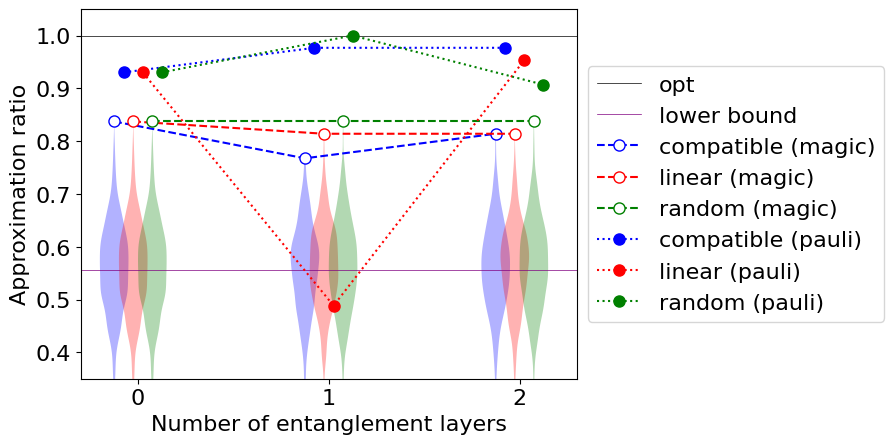 1.0
0.9
0.8
0.7
0.6
0.5
0.4
Approximation ratio
0 1 2
Number of entanglement layers
opt
lower bound
compatible (magic)
linear (magic)
random (magic)
compatible (pauli)
linear (pauli)
random (pauli)